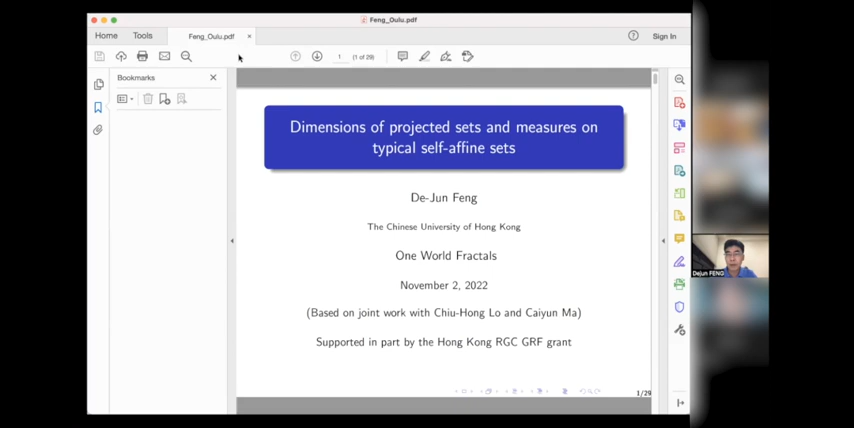 Feng_Oulu.pdf
Home
Tools
Feng_Oulu.pdf
×
Sign In
1
(1 of 29)
Bookmarks
Dimensions of projected sets and measures on
typical self-affine sets
De-Jun Feng
The Chinese University of Hong Kong
One World Fractals
November 2, 2022
(Based on joint work with Chiu-Hong Lo and Caiyun Ma)
Supported in part by the Hong Kong RGC GRF grant
1/29
Dejun FENG